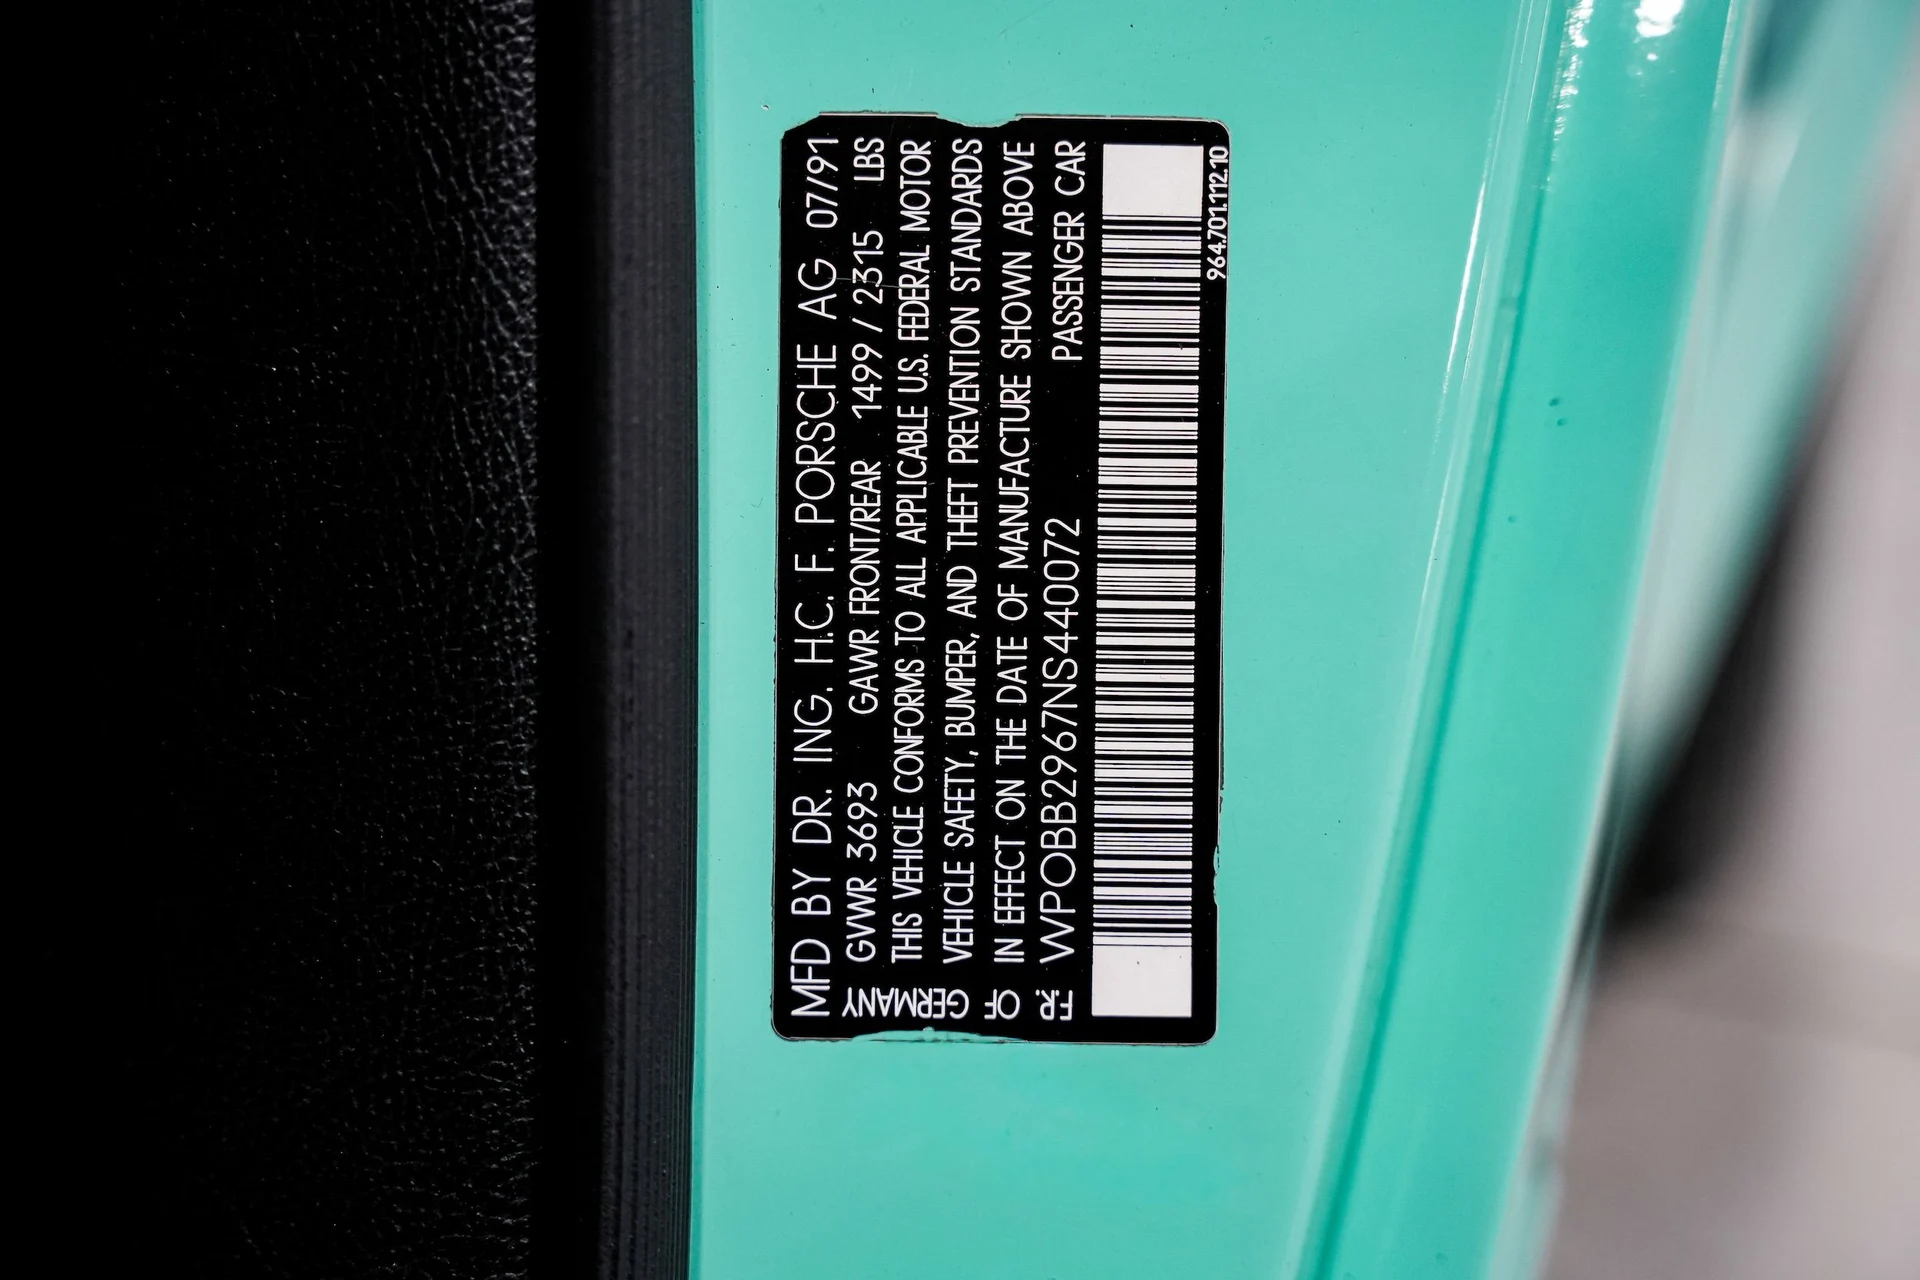 MFD BY DR. ING. H.C. F. PORSCHE AG 07/91
GVWR 3693 GAWR FRONT/REAR 1499 / 2315 LBS
THIS VEHICLE CONFORMS TO ALL APPLICABLE U.S. FEDERAL MOTOR
VEHICLE SAFETY, BUMPER, AND THEFT PREVENTION STANDARDS
IN EFFECT ON THE DATE OF MANUFACTURE SHOWN ABOVE
WP0BB2967NS440072 PASSENGER CAR
F.R. OF GERMANY
964.701.112.10